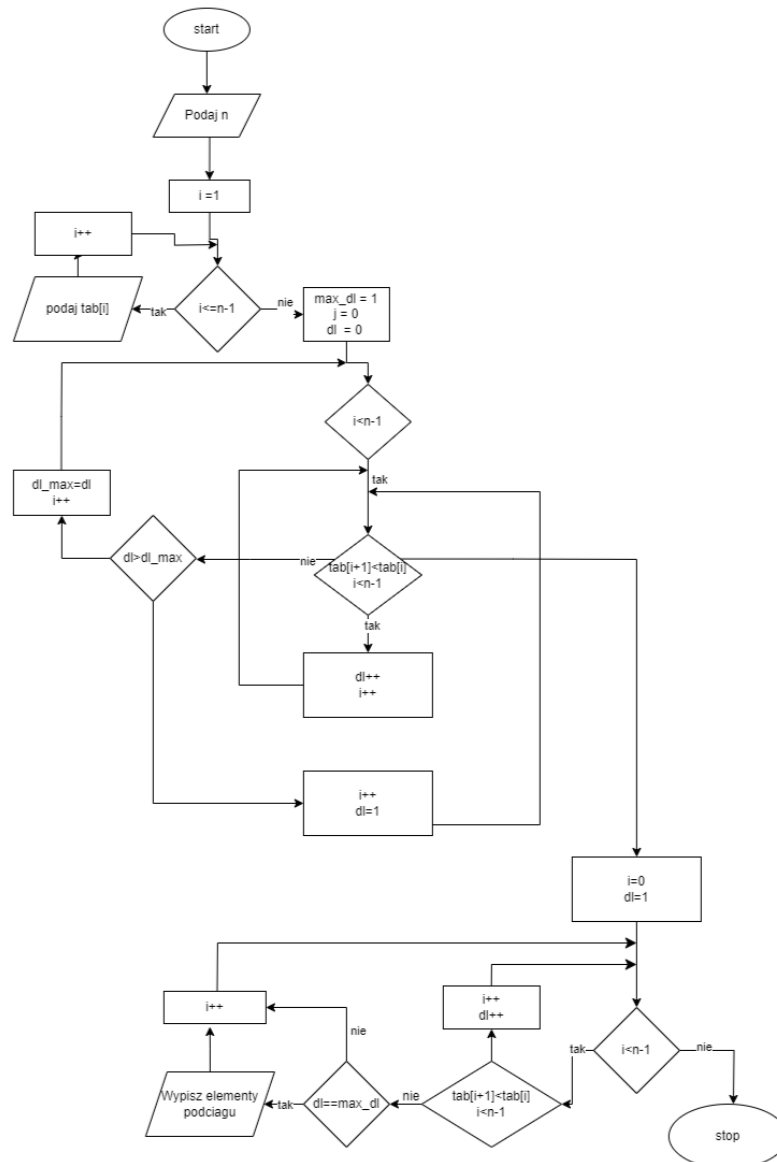 start
Podaj n
i =1
i++
podaj tab[i]
tak
i<=n-1
nie
max_dl = 1
j = 0
dl = 0
i<n-1
tak
dl_max=dl
i++
dl>dl_max
nie
tab[i+1]<tab[i]
i<n-1
tak
dl++
i++
i++
dl=1
i=0
dl=1
i++
i++
dl++
nie
i<n-1
nie
tak
Wypisz elementy
podciagu
tak
dl==max_dl
nie
tab[i+1]<tab[i]
i<n-1
stop